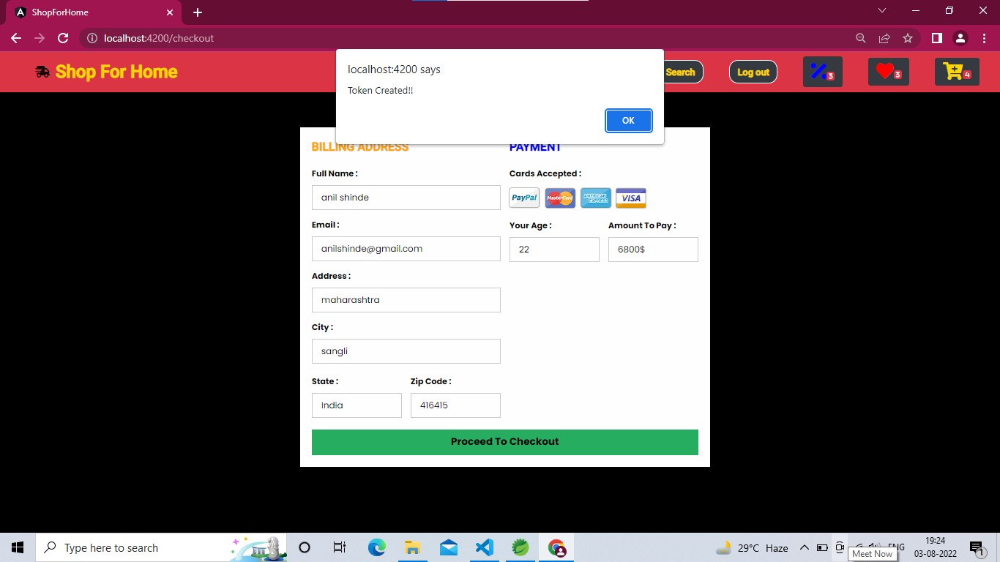 ShopForHome
localhost:4200/checkout
Shop For Home
Search
Log out
3
3
4
localhost:4200 says
Token Created!!
OK
BILLING ADDRESS
PAYMENT
Full Name :
Cards Accepted :
anil shinde
PayPal
MasterCard
AMERICAN EXPRESS
VISA
Email :
Your Age :
Amount To Pay :
anilshinde@gmail.com
22
6800$
Address :
maharashtra
City :
sangli
State :
Zip Code :
India
416415
Proceed To Checkout
Type here to search
29°C Haze
ENG
19:24
03-08-2022
1
Meet Now